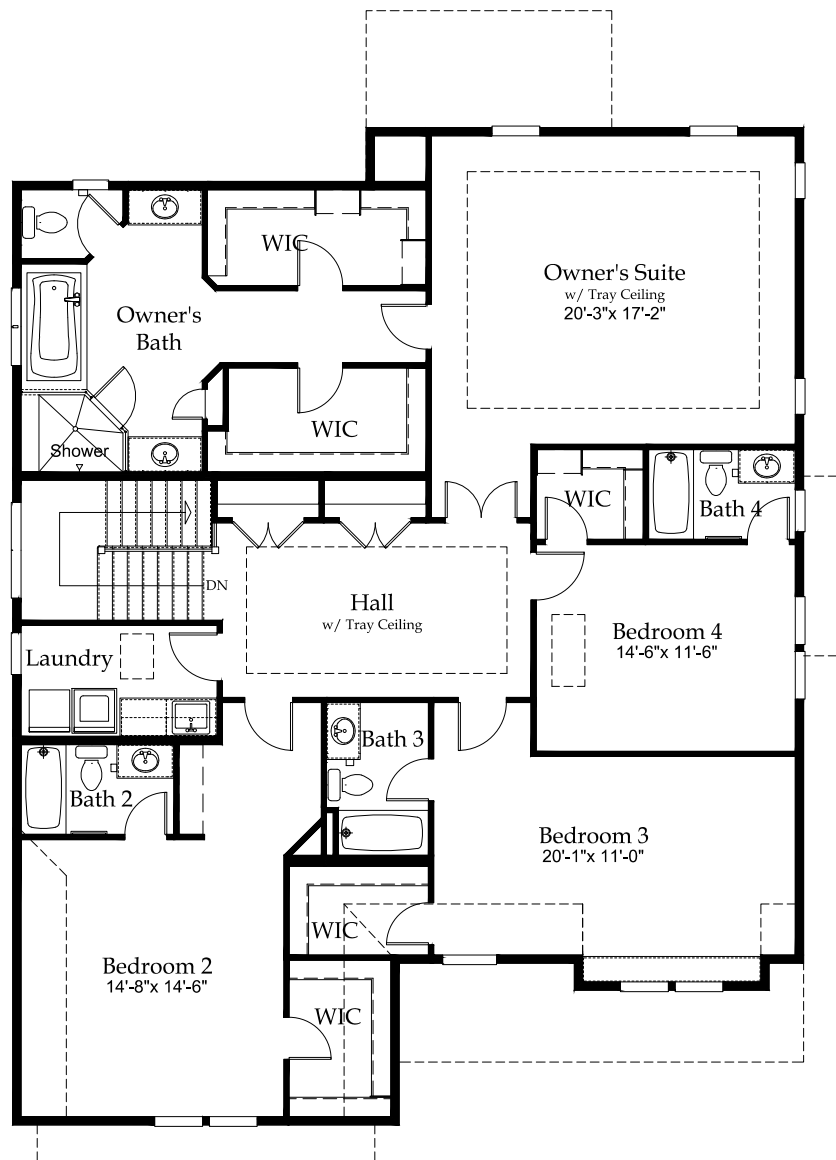 WIC
Owner's Suite
w/ Tray Ceiling
20'-3"x 17'-2"
Owner's
Bath
WIC
Shower
WIC
Bath 4
DN
Hall
w/ Tray Ceiling
Bedroom 4
14'-6"x 11'-6"
Laundry
Bath 3
Bath 2
Bedroom 3
20'-1"x 11'-0"
WIC
Bedroom 2
14'-8"x 14'-6"
WIC